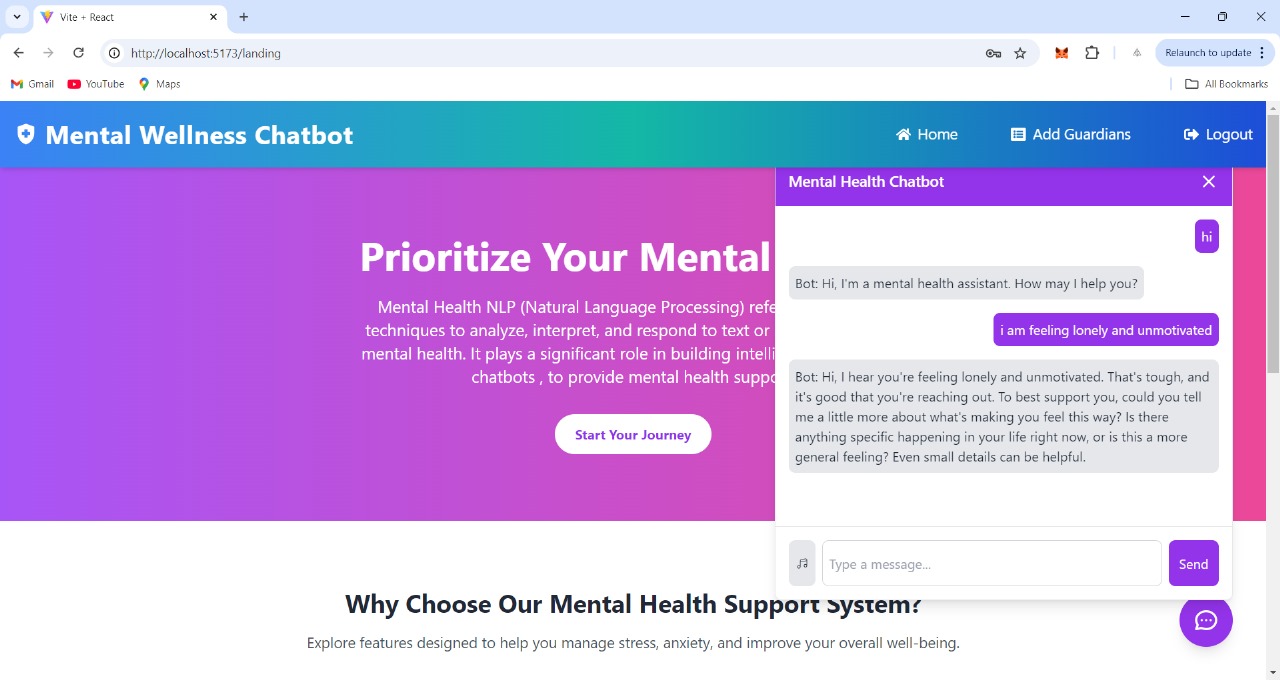 Vite + React
http://localhost:5173/landing
Relaunch to update
Gmail
YouTube
Maps
All Bookmarks
Mental Wellness Chatbot
Home
Add Guardians
Logout
Prioritize Your Mental
Mental Health NLP (Natural Language Processing) refe
techniques to analyze, interpret, and respond to text or
mental health. It plays a significant role in building intelli
chatbots , to provide mental health suppo
Start Your Journey
Mental Health Chatbot
hi
Bot: Hi, I'm a mental health assistant. How may I help you?
i am feeling lonely and unmotivated
Bot: Hi, I hear you're feeling lonely and unmotivated. That's tough, and
it's good that you're reaching out. To best support you, could you tell
me a little more about what's making you feel this way? Is there
anything specific happening in your life right now, or is this a more
general feeling? Even small details can be helpful.
Type a message...
Send
Why Choose Our Mental Health Support System?
Explore features designed to help you manage stress, anxiety, and improve your overall well-being.